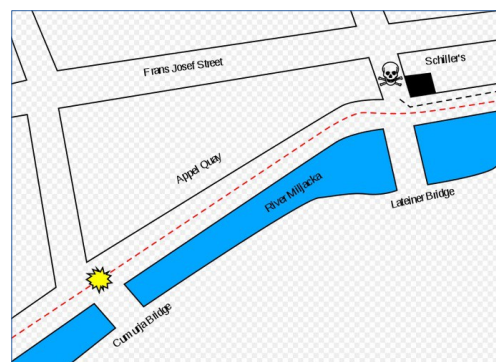 Schiller's
Frans Josef Street
Appel Quay
River Miljacka
Lateiner Bridge
Cumurja Bridge